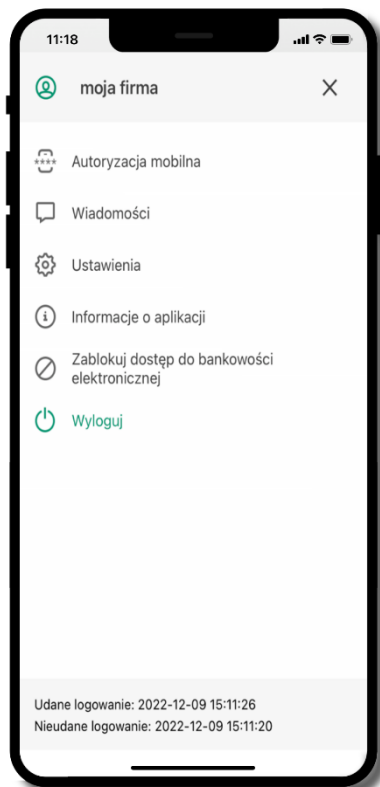 11:18
moja firma
Autoryzacja mobilna
Wiadomości
Ustawienia
Informacje o aplikacji
Zablokuj dostęp do bankowości
elektronicznej
Wyloguj
Udane logowanie: 2022-12-09 15:11:26
Nieudane logowanie: 2022-12-09 15:11:20